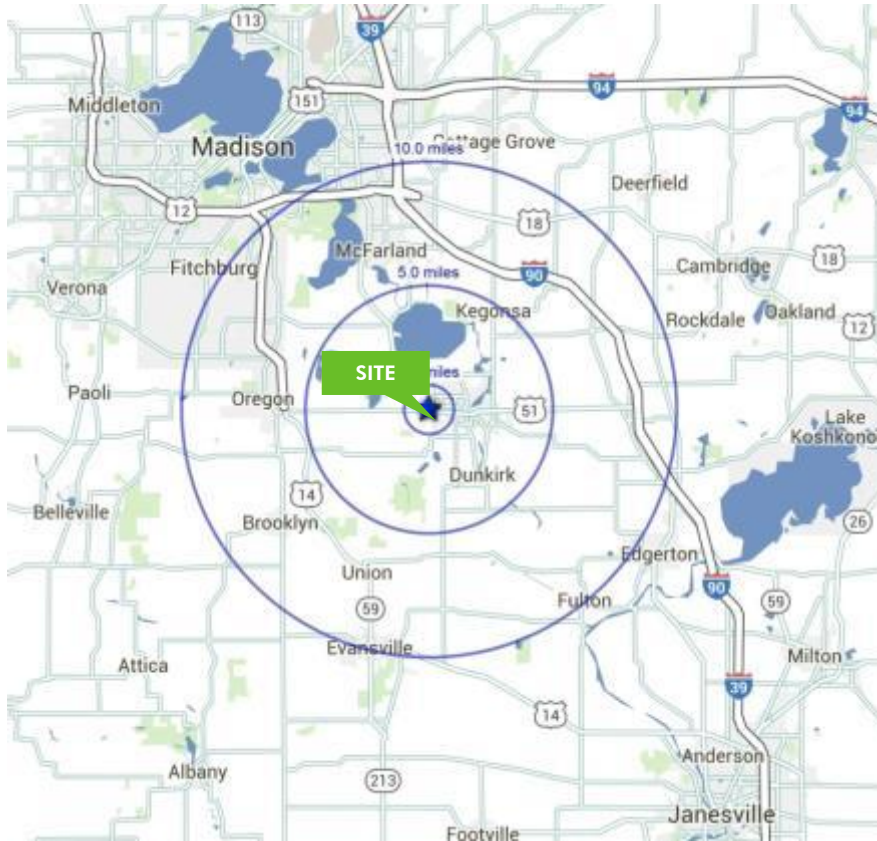 113
39
94
Middleton
151
94
Madison
Cottage Grove
10.0 miles
Deerfield
12
18
McFarland
Fitchburg
5.0 miles
90
Cambridge
18
Verona
Kegonsa
Rockdale
Oakland
12
SITE
miles
Paoli
Oregon
51
Lake
Koshkono
Dunkirk
14
Belleville
Brooklyn
26
Edgerton
Union
90
59
Fulton
59
Evansville
Attica
Milton
39
14
Anderson
Albany
213
Janesville
Footville